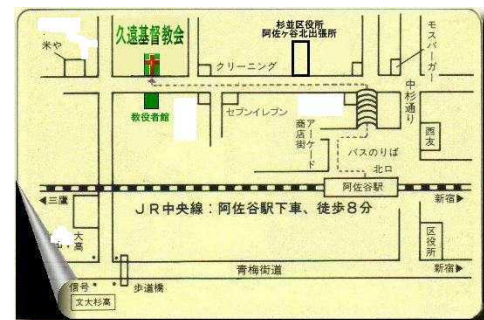 久遠基督教会
杉並区役所
阿佐ヶ谷北出張所
モスバーガー
米や
クリーニング
中杉通り
教役者館
セブンイレブン
アーケード
商店街
西友
バスのりば
北口
阿佐谷駅
◀三鷹
新宿▶
JR中央線:阿佐谷駅下車、徒歩8分
大高
区役所
青梅街道
新宿▶
信号
歩道橋
文大杉高